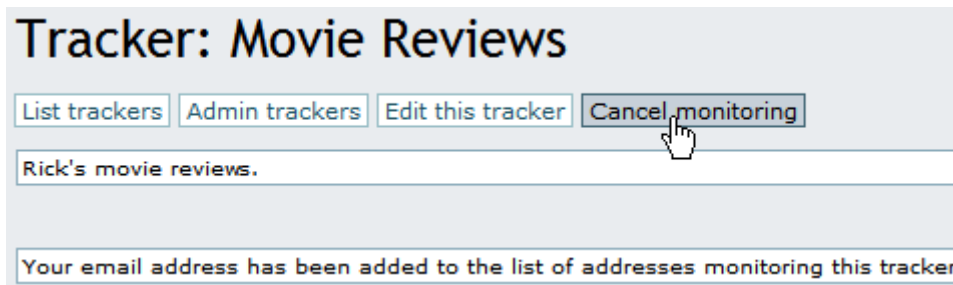 Tracker: Movie Reviews
List trackers Admin trackers Edit this tracker Cancel monitoring
Rick's movie reviews.
Your email address has been added to the list of addresses monitoring this tracker